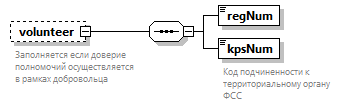 volunteer
Заполняется если доверие
полномочий осуществляется
в рамках добровольца
regNum
kpsNum
Код подчиненности к
территориальному органу
ФСС